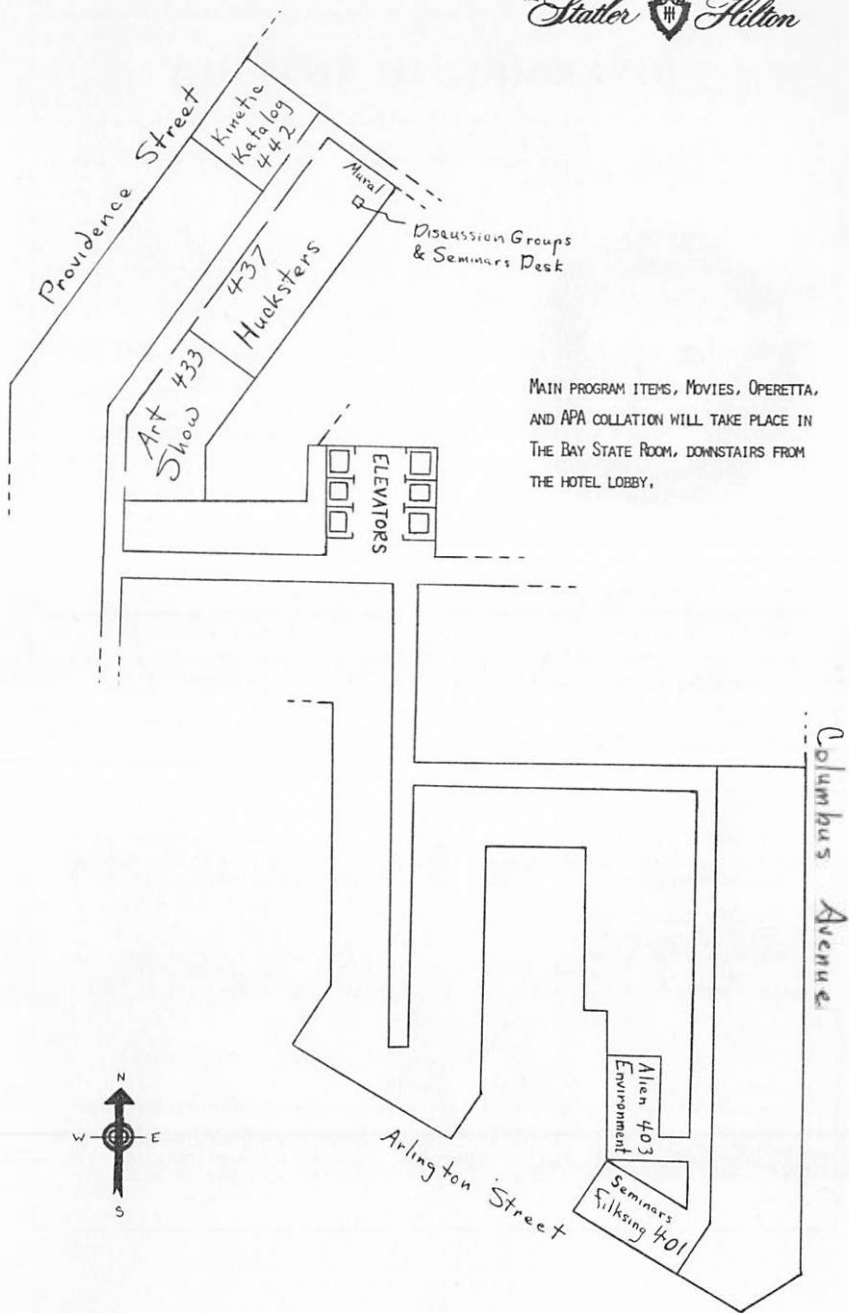 Statler Hilton
Providence Street
Kinetic
Katalog
442
Mural
Discussion Groups
& Seminars Desk
437
Hucksters
433
Art
Show
MAIN PROGRAM ITEMS, MOVIES, OPERETTA,
AND APA COLLATION WILL TAKE PLACE IN
THE BAY STATE ROOM, DOWNSTAIRS FROM
THE HOTEL LOBBY.
ELEVATORS
Columbus Avenue
Alien 403
Environment
Seminars
Filksing 401
Arlington Street
N
W E
S